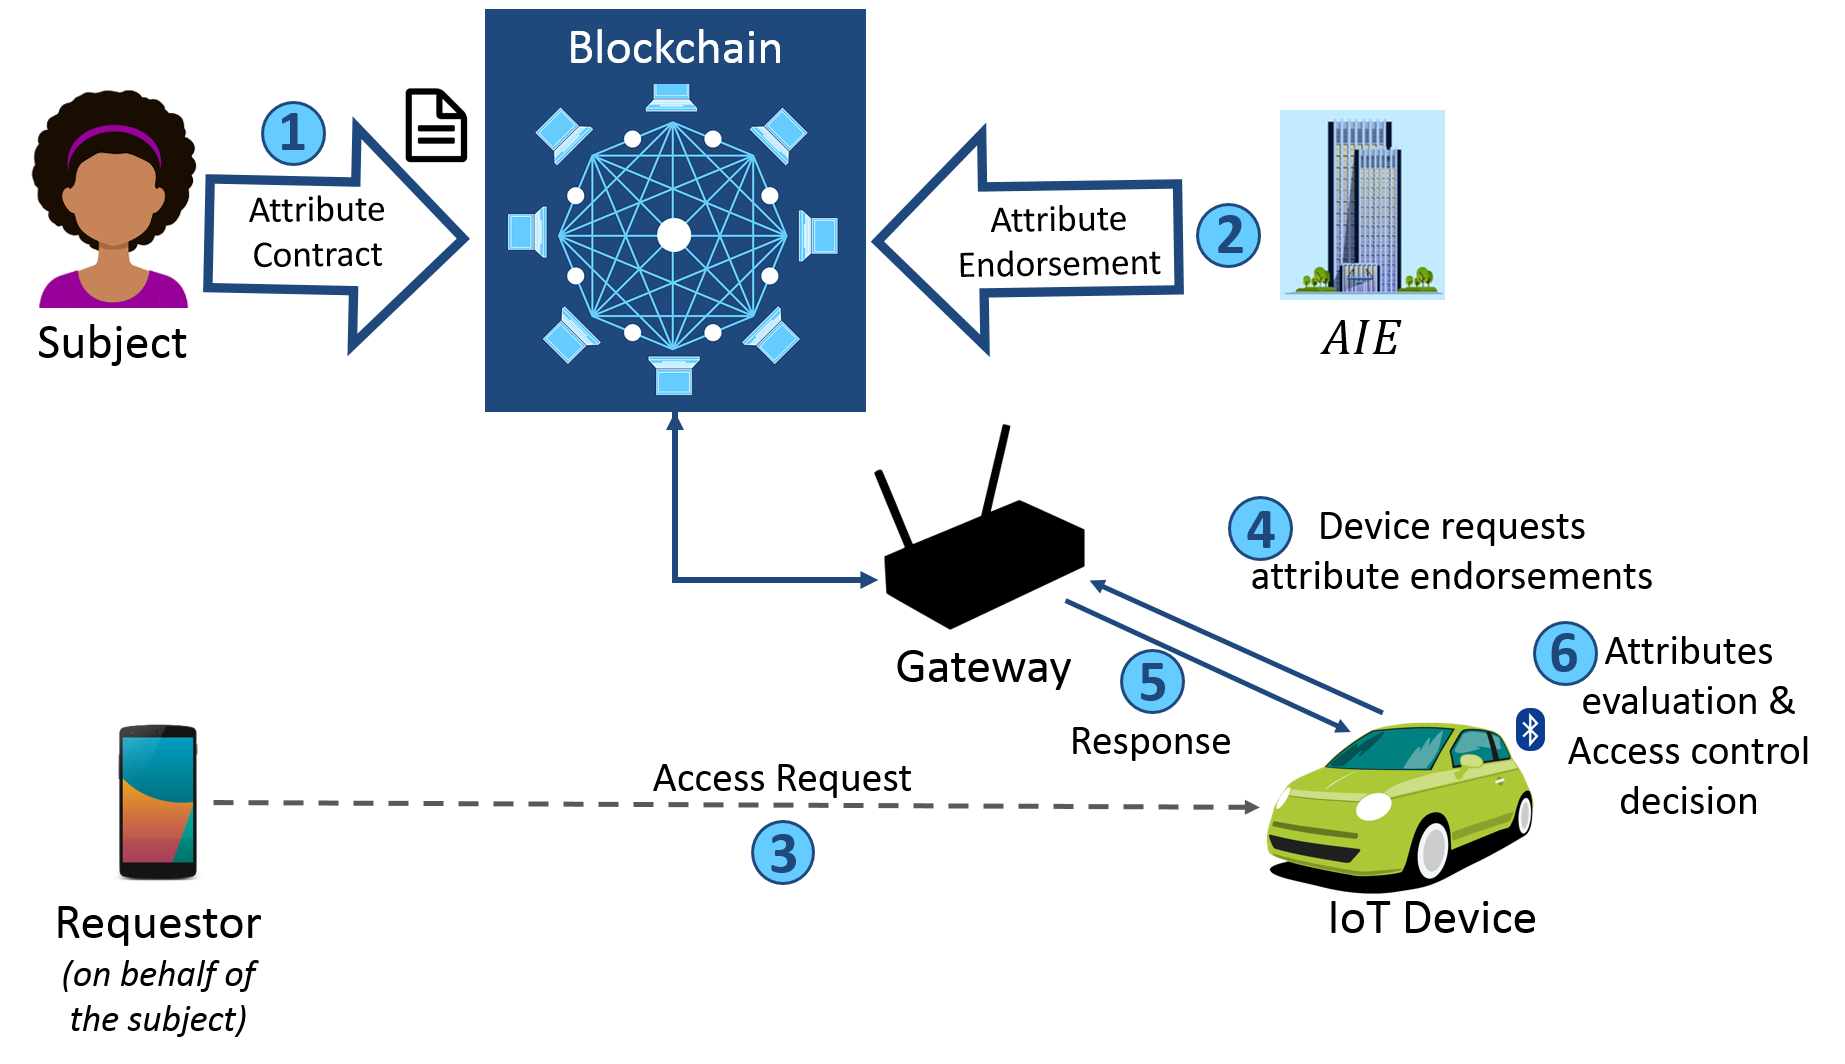 Blockchain
1
Attribute
Contract
Attribute
Endorsement
2
Subject
AIE
4 Device requests
attribute endorsements
Gateway
5
Response
6 Attributes
evaluation &
Access control
decision
Access Request
3
Requestor
(on behalf of
the subject)
IoT Device